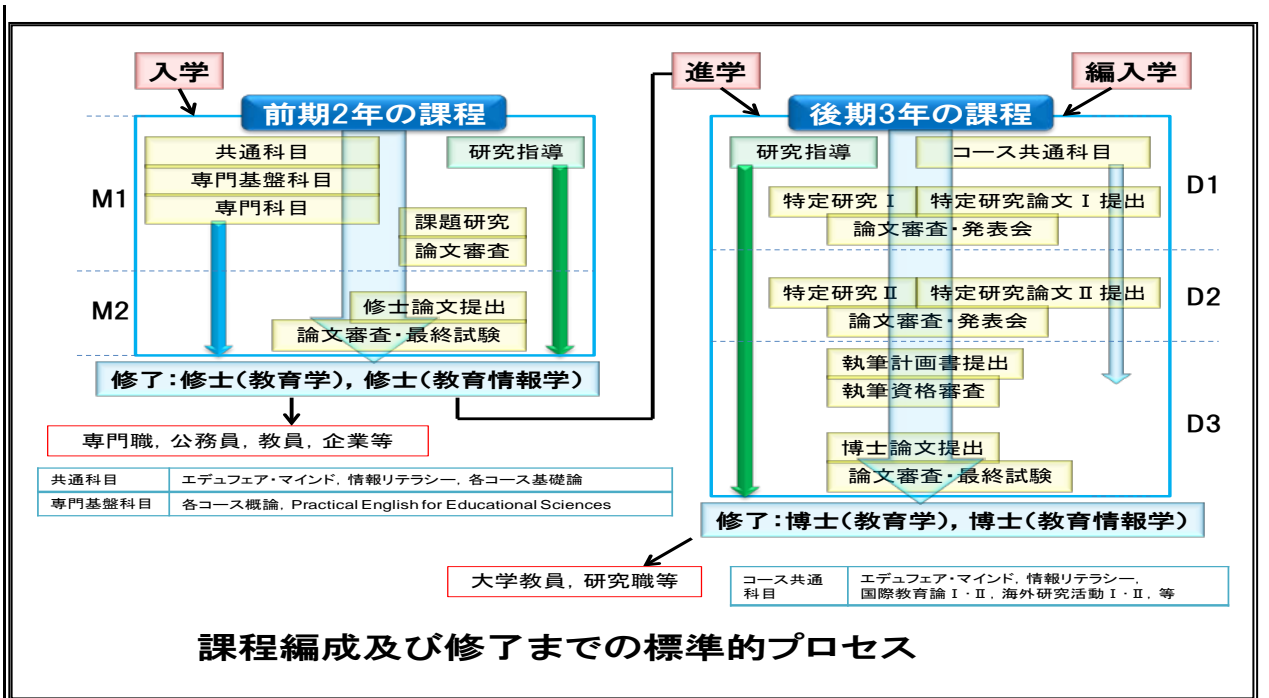 入学
進学
編入学
前期2年の課程
後期3年の課程
M1
共通科目
専門基盤科目
専門科目
研究指導
課題研究
論文審査
M2
修士論文提出
論文審査・最終試験
修了:修士(教育学),修士(教育情報学)
専門職,公務員,教員,企業等
共通科目 エデュフェア・マインド,情報リテラシー,各コース基礎論
専門基盤科目 各コース概論,Practical English for Educational Sciences
研究指導
コース共通科目
D1
特定研究Ⅰ
特定研究論文Ⅰ提出
論文審査・発表会
D2
特定研究Ⅱ
特定研究論文Ⅱ提出
論文審査・発表会
執筆計画書提出
執筆資格審査
D3
博士論文提出
論文審査・最終試験
修了:博士(教育学),博士(教育情報学)
大学教員,研究職等
コース共通
科目
エデュフェア・マインド,情報リテラシー,
国際教育論Ⅰ・Ⅱ,海外研究活動Ⅰ・Ⅱ,等
課程編成及び修了までの標準的プロセス